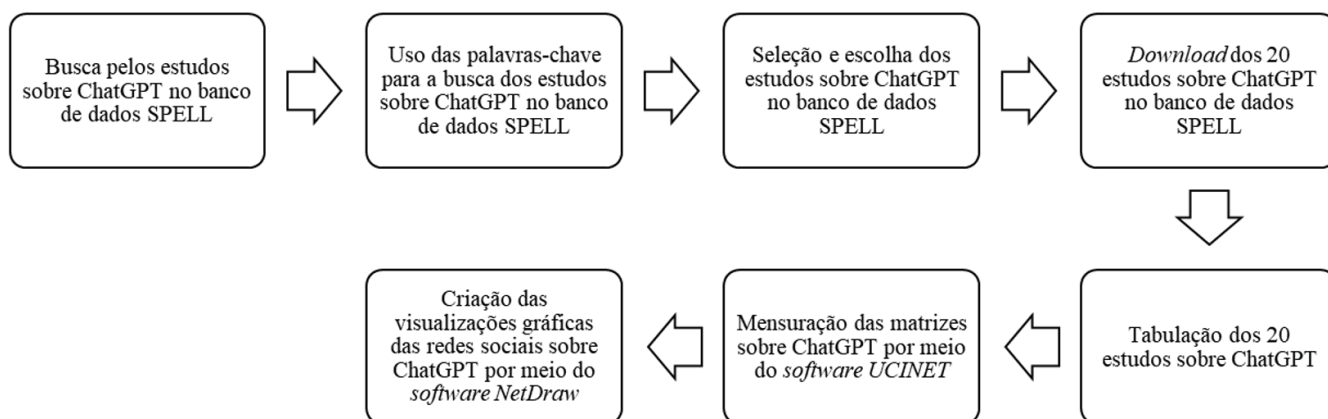 Busca pelos estudos
sobre ChatGPT no banco
de dados SPELL
Uso das palavras-chave
para a busca dos estudos
sobre ChatGPT no banco
de dados SPELL
Seleção e escolha dos
estudos sobre ChatGPT
no banco de dados
SPELL
Download dos 20
estudos sobre ChatGPT
no banco de dados
SPELL
Tabulação dos 20
estudos sobre ChatGPT
Mensuração das matrizes
sobre ChatGPT por meio
do software UCINET
Criação das
visualizações gráficas
das redes sociais sobre
ChatGPT por meio do
software NetDraw